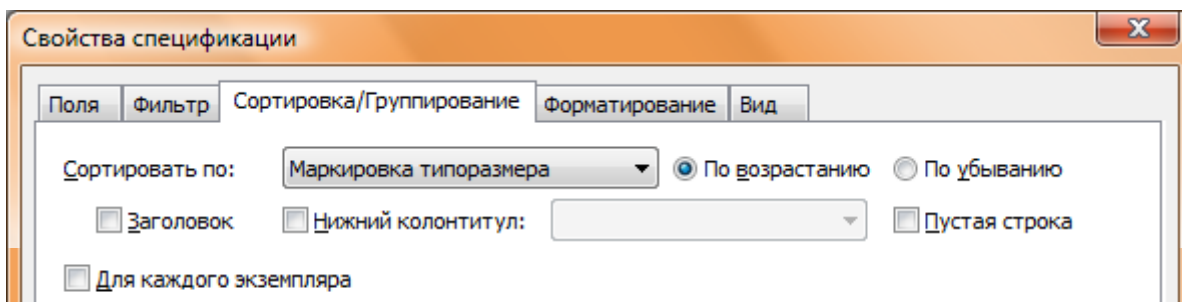 Свойства спецификации
Поля Фильтр Сортировка/Группирование Форматирование Вид
Сортировать по: Маркировка типоразмера По возрастанию По убыванию
Заголовок Нижний колонтитул: Пустая строка
Для каждого экземпляра